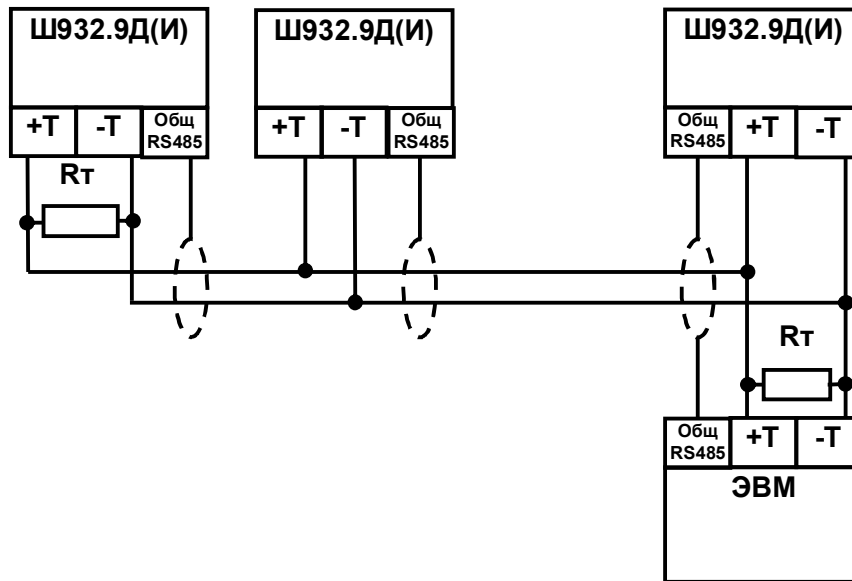 Ш932.9Д(И)
Ш932.9Д(И)
Ш932.9Д(И)
+Т
-Т
Общ
RS485
+Т
-Т
Общ
RS485
Общ
RS485
+Т
-Т
Rт
Rт
Общ
RS485
+Т
-Т
ЭВМ